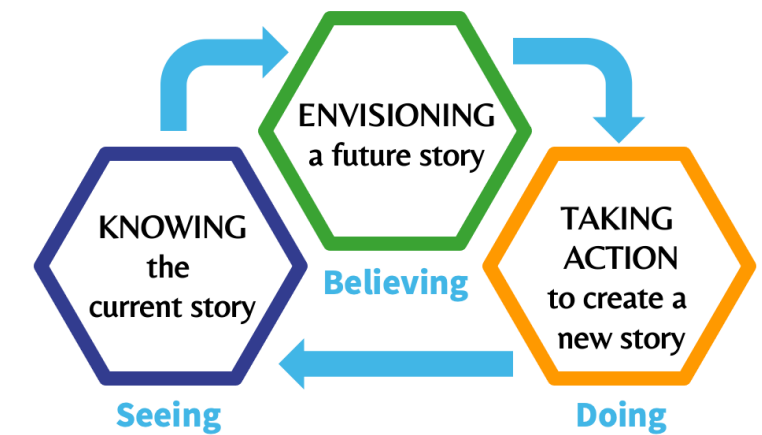 ENVISIONING
a future story
Believing
KNOWING
the
current story
Seeing
TAKING
ACTION
to create a
new story
Doing